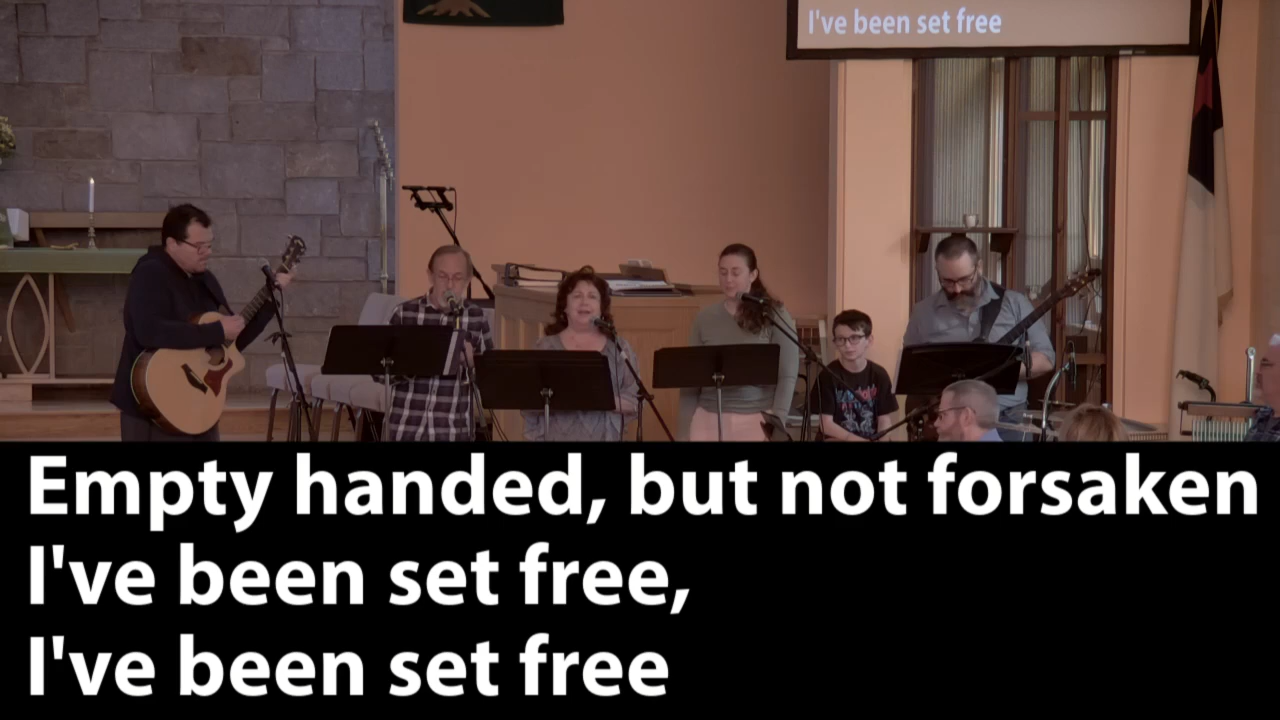 I've been set free
Empty handed, but not forsaken
I've been set free,
I've been set free